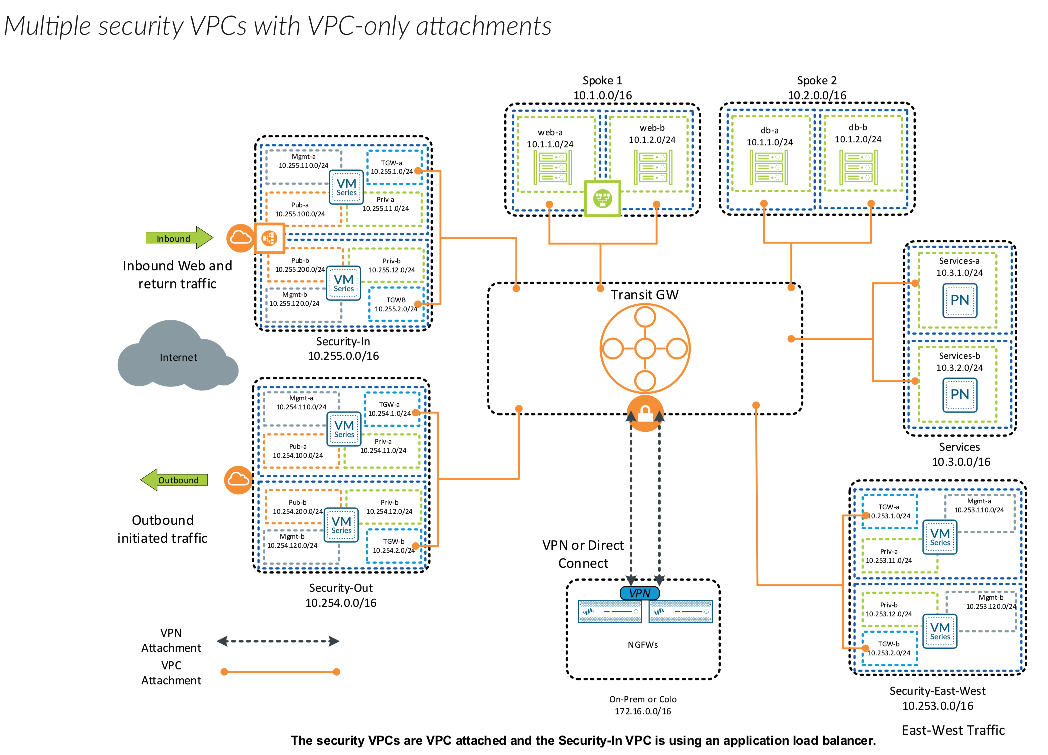 Multiple security VPCs with VPC-only attachments
Spoke 1
10.1.0.0/16
web-a
10.1.1.0/24
web-b
10.1.2.0/24
Spoke 2
10.2.0.0/16
db-a
10.1.1.0/24
db-b
10.1.2.0/24
Mgmt-a
10.255.110.0/24
TGW-a
10.255.1.0/24
VM
Series
Pub-a
10.255.100.0/24
Priv-a
10.255.11.0/24
Pub-b
10.255.200.0/24
Priv-b
10.255.12.0/24
VM
Series
Mgmt-b
10.255.120.0/24
TGWB
10.255.2.0/24
Security-In
10.255.0.0/16
Inbound
Inbound Web and
return traffic
Internet
Transit GW
Services-a
10.3.1.0/24
PN
Services-b
10.3.2.0/24
PN
Services
10.3.0.0/16
Mgmt-a
10.254.110.0/24
TGW-a
10.254.1.0/24
VM
Series
Pub-a
10.254.100.0/24
Priv-a
10.254.11.0/24
Pub-b
10.254.200.0/24
Priv-b
10.254.12.0/24
VM
Series
Mgmt-b
10.254.120.0/24
TGW-b
10.254.2.0/24
Security-Out
10.254.0.0/16
Outbound
Outbound
initiated traffic
VPN or Direct
Connect
VPN
NGFWs
On-Prem or Colo
172.16.0.0/16
TGW-a
10.253.1.0/24
Mgmt-a
10.253.110.0/24
VM
Series
Priv-a
10.253.11.0/24
Priv-b
10.253.12.0/24
Mgmt-b
10.253.120.0/24
VM
Series
TGW-b
10.253.2.0/24
Security-East-West
10.253.0.0/16
East-West Traffic
VPN
Attachment
VPC
Attachment
The security VPCs are VPC attached and the Security-In VPC is using an application load balancer.